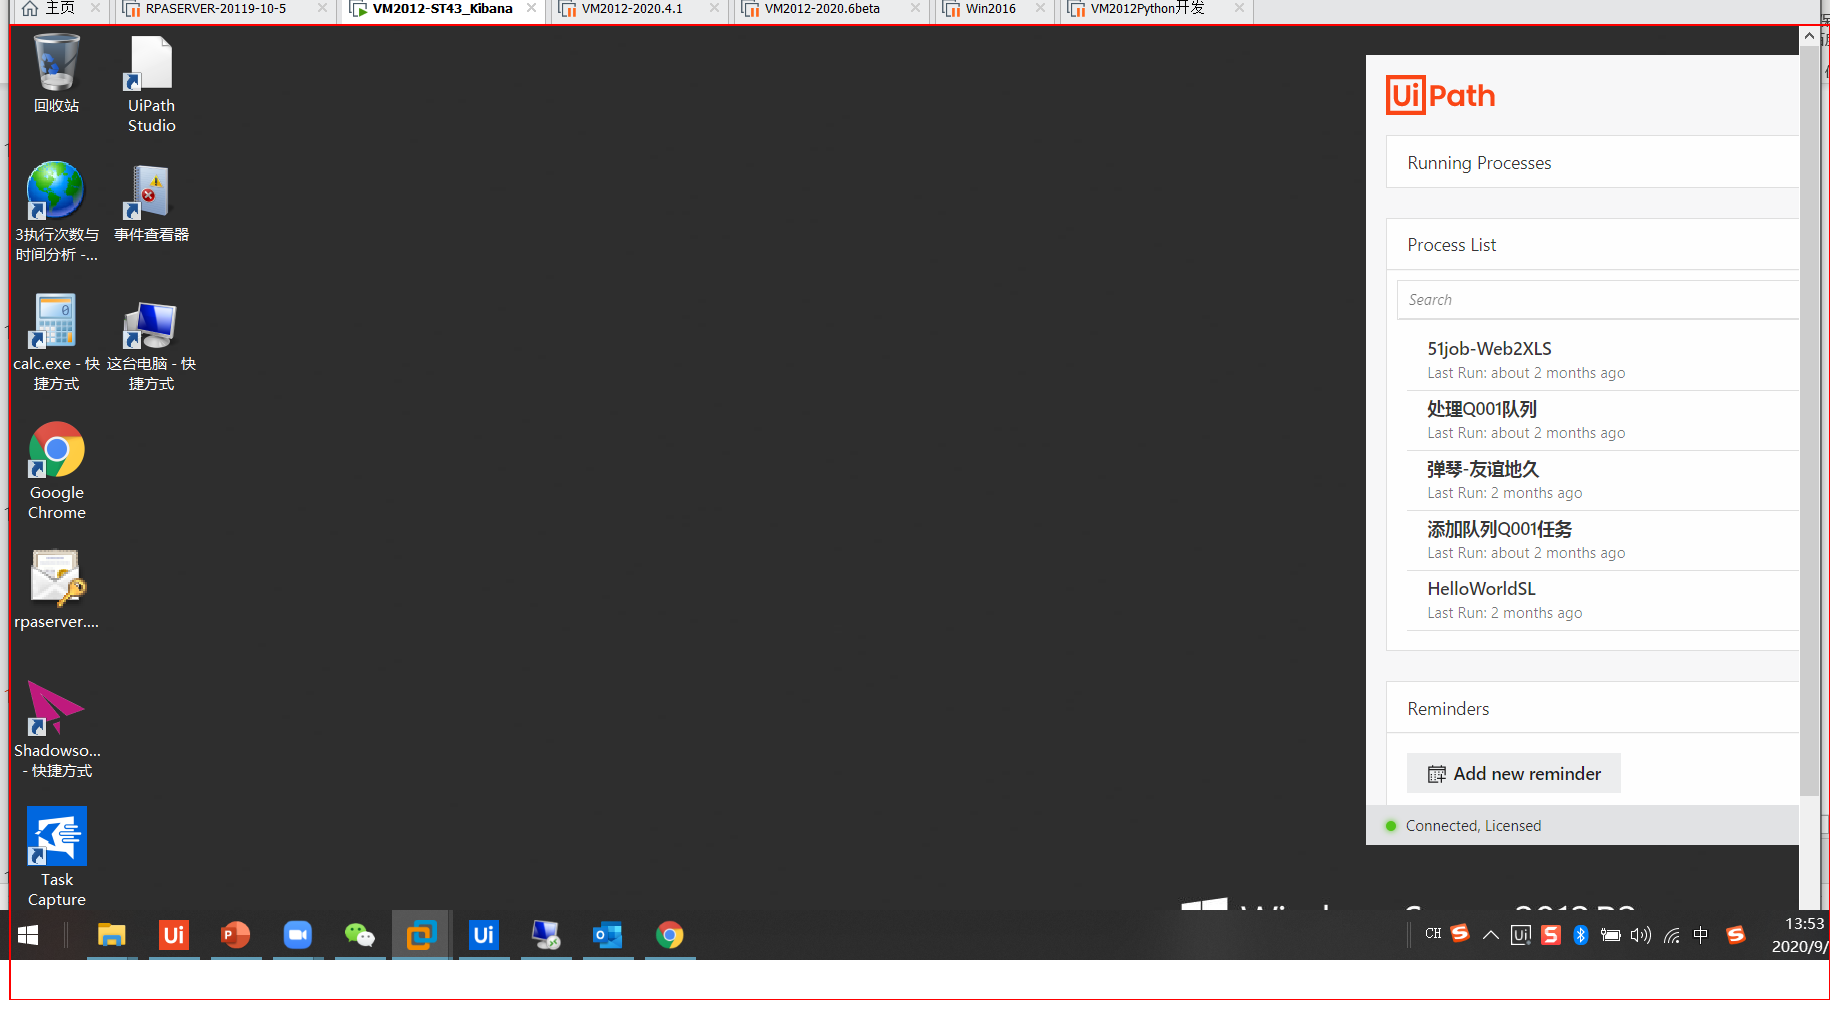 主页
RPASERVER-20119-10-5
VM2012-ST43_Kibana
VM2012-2020.4.1
VM2012-2020.6beta
Win2016
VM2012Python开发
回收站
UiPath
Studio
3执行次数与
时间分析 -...
事件查看器
calc.exe - 快
捷方式
这台电脑 - 快
捷方式
Google
Chrome
rpaserver....
Shadowso...
- 快捷方式
Task
Capture
UiPath
Running Processes
Process List
Search
51job-Web2XLS
Last Run: about 2 months ago
处理Q001队列
Last Run: about 2 months ago
弹琴-友谊地久
Last Run: 2 months ago
添加队列Q001任务
Last Run: about 2 months ago
HelloWorldSL
Last Run: 2 months ago
Reminders
Add new reminder
Connected, Licensed
CH
中
13:53
2020/9/